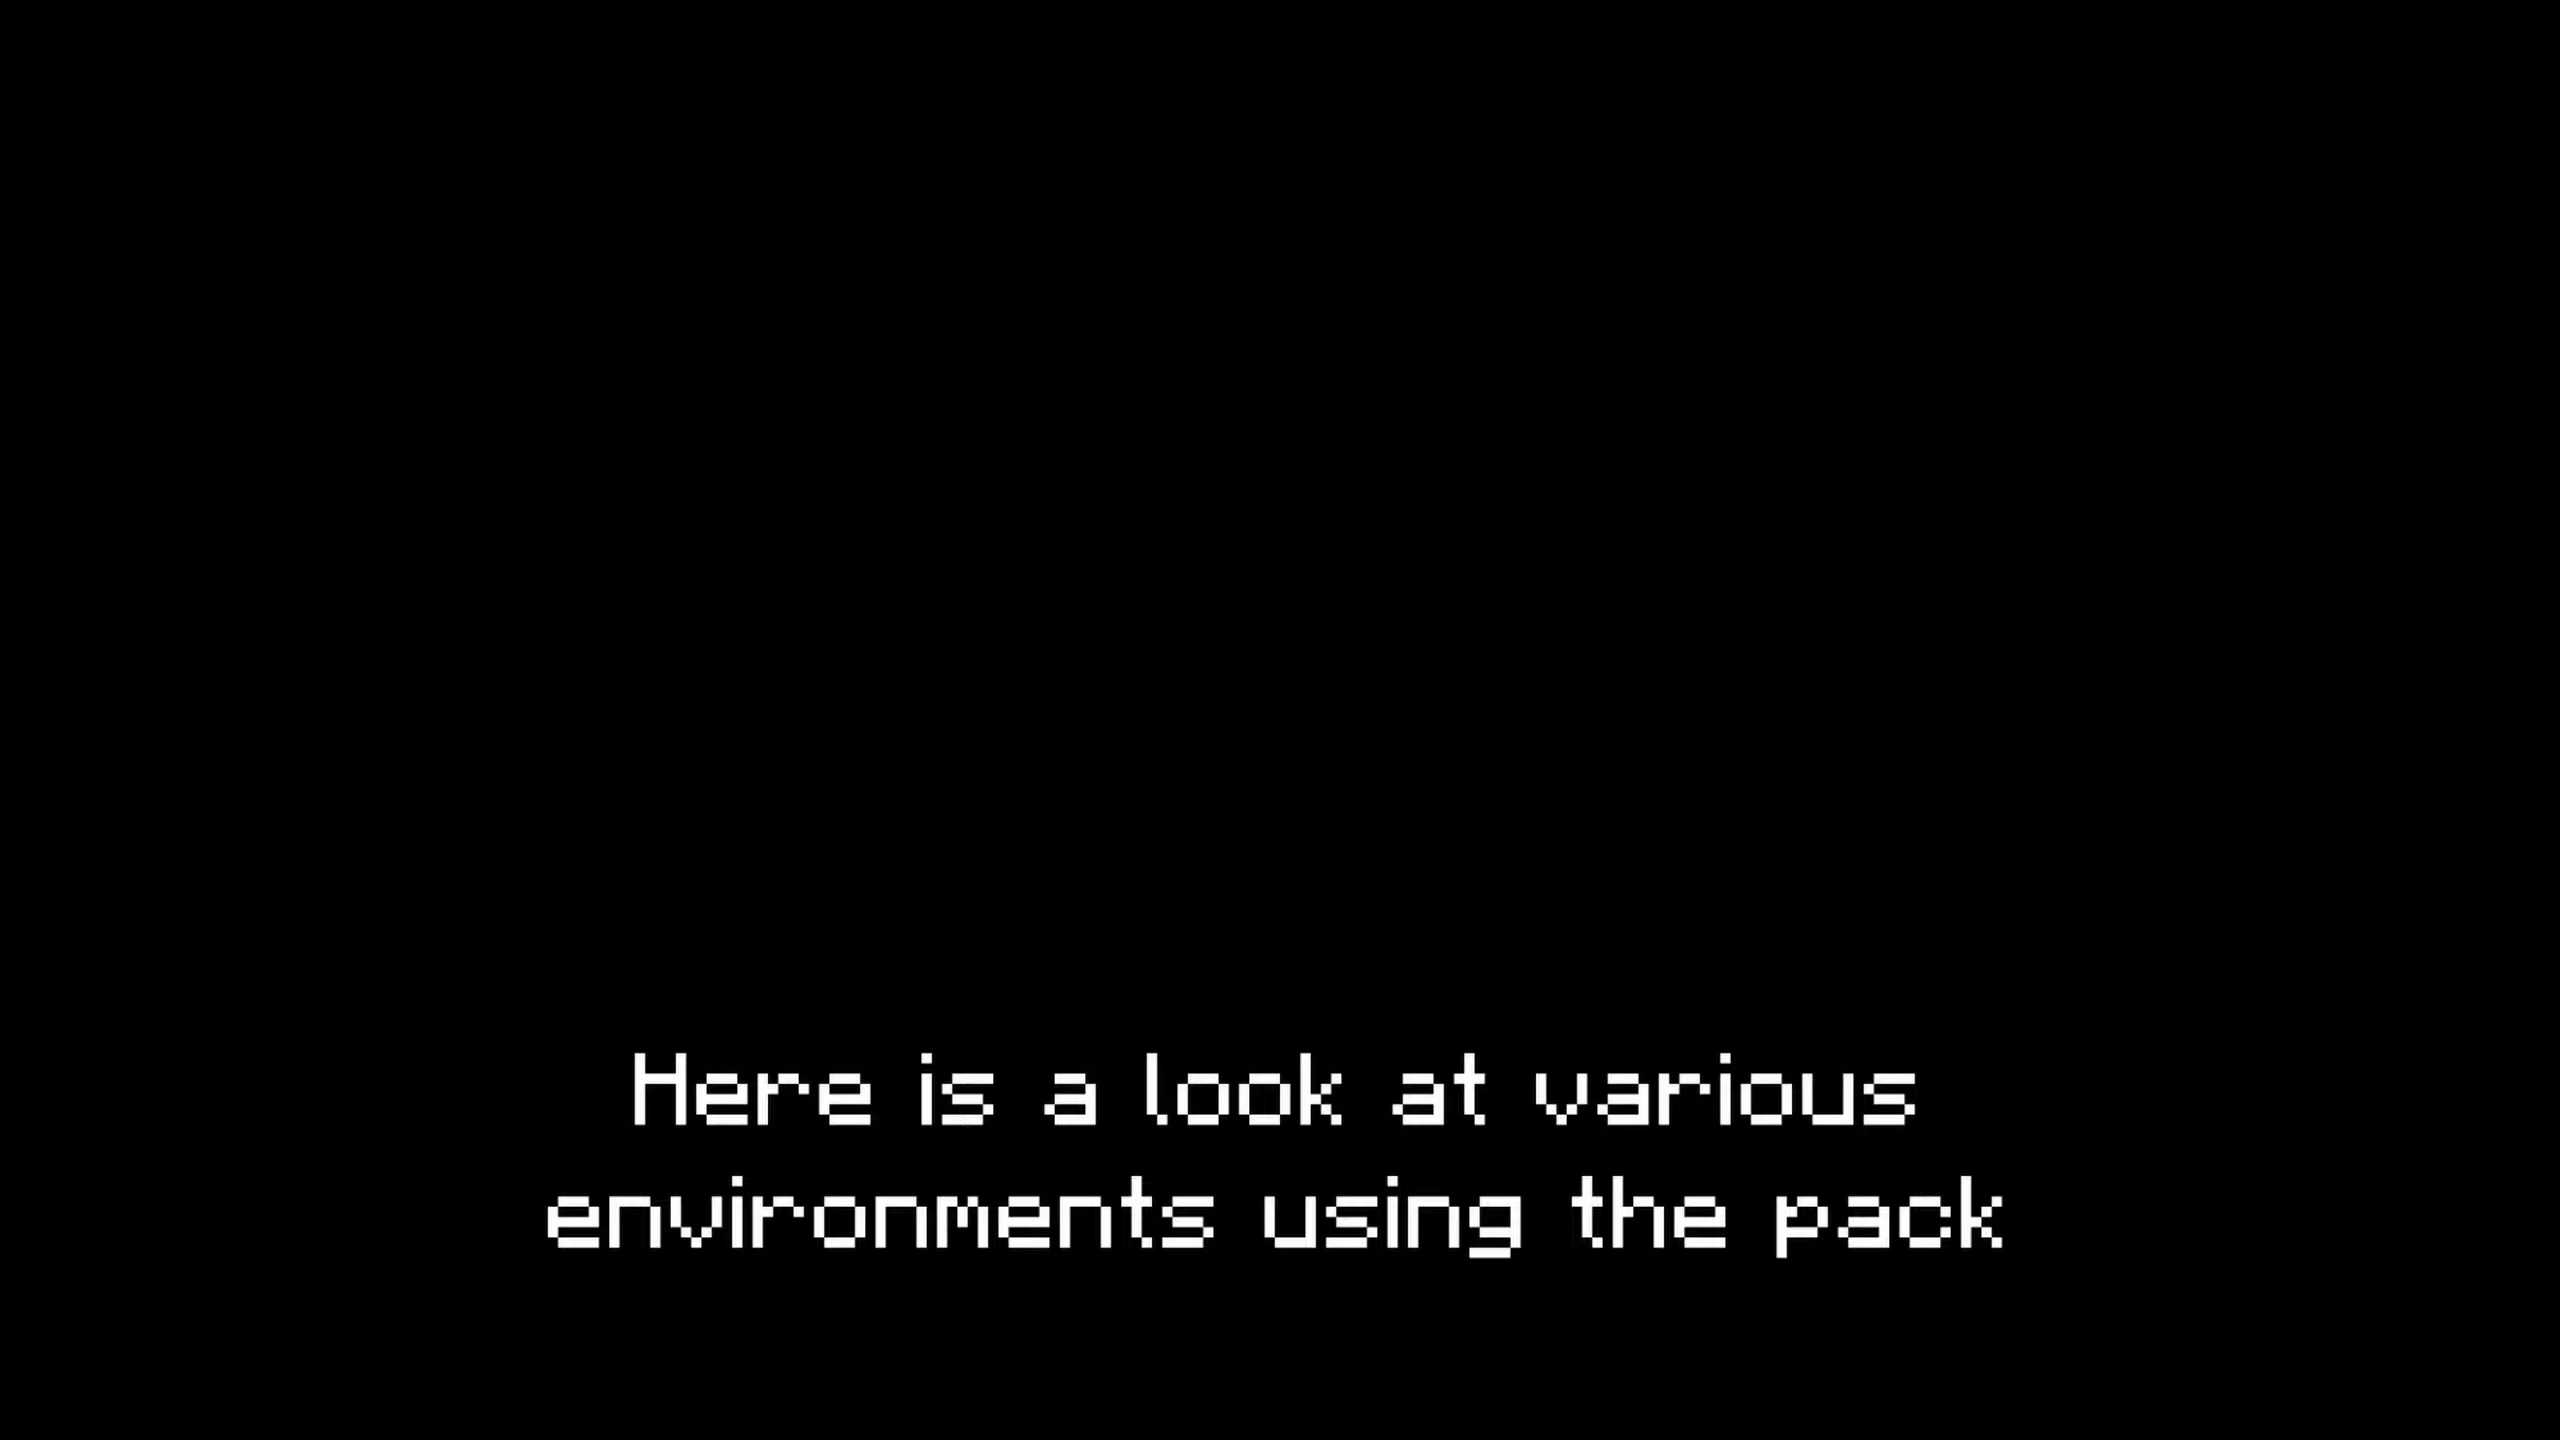 Here is a look at various
environments using the pack